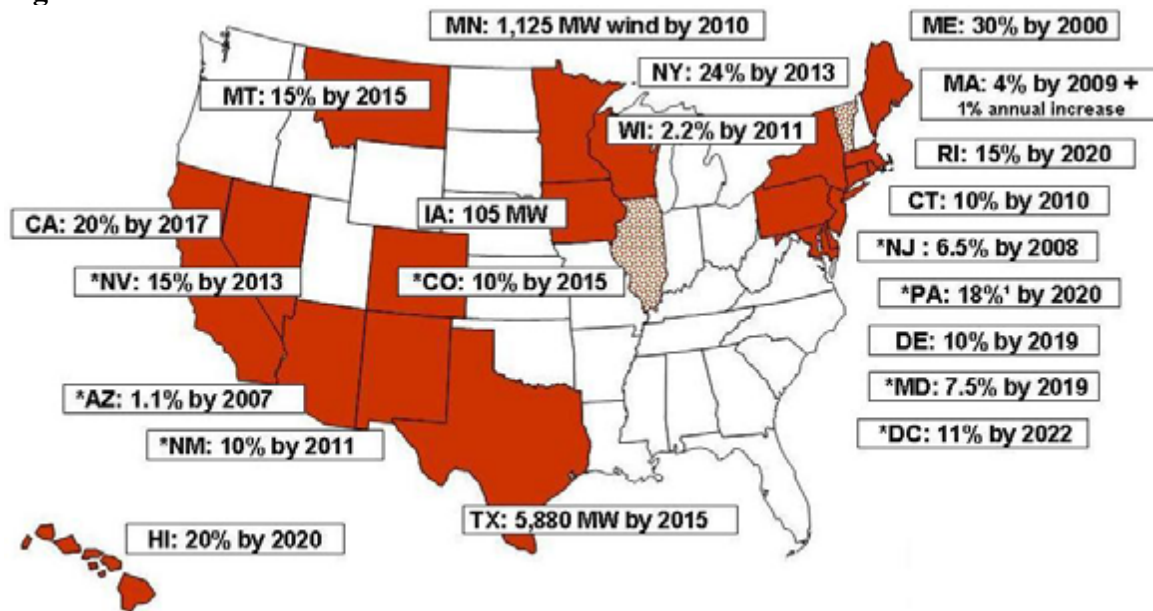 MN: 1,125 MW wind by 2010
ME: 30% by 2000
NY: 24% by 2013
MT: 15% by 2015
MA: 4% by 2009 +
1% annual increase
WI: 2.2% by 2011
RI: 15% by 2020
CT: 10% by 2010
IA: 105 MW
CA: 20% by 2017
*NJ : 6.5% by 2008
*NV: 15% by 2013
*CO: 10% by 2015
*PA: 18%¹ by 2020
DE: 10% by 2019
*MD: 7.5% by 2019
*AZ: 1.1% by 2007
*DC: 11% by 2022
*NM: 10% by 2011
TX: 5,880 MW by 2015
HI: 20% by 2020